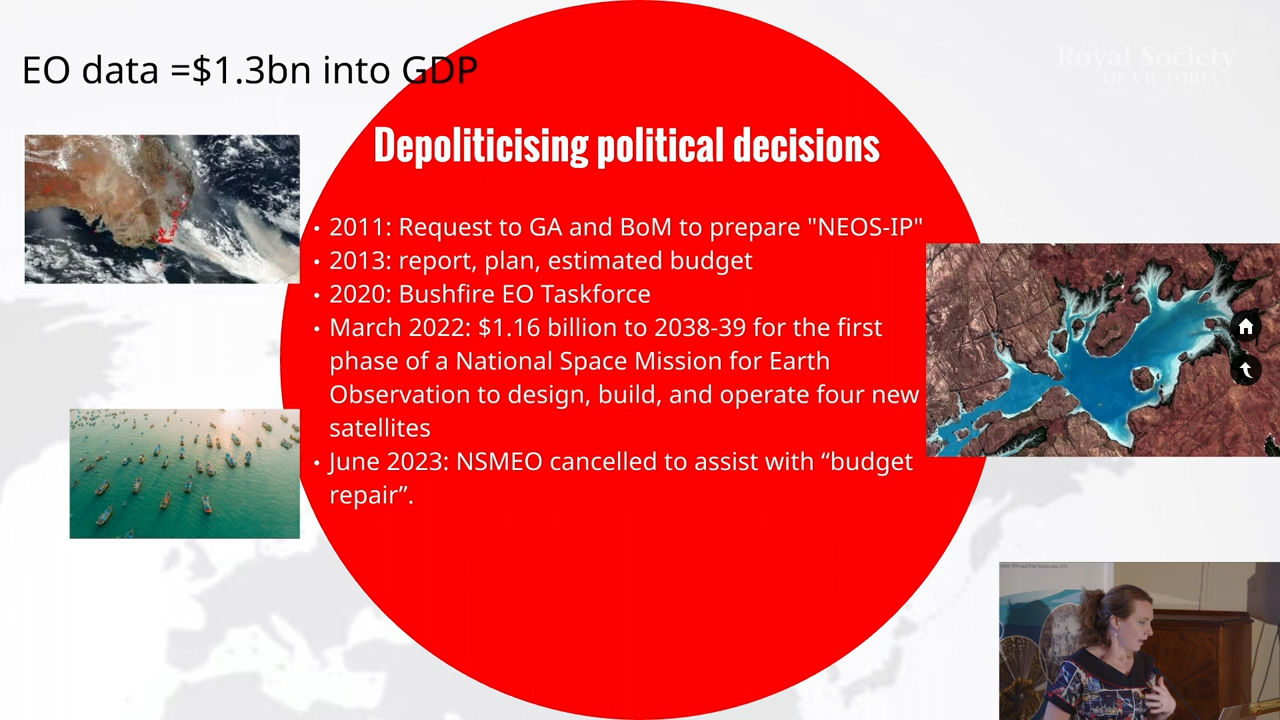 EO data =$1.3bn into GDP
The
Royal Society
OF VICTORIA
Depoliticising political decisions
• 2011: Request to GA and BoM to prepare "NEOS-IP"
• 2013: report, plan, estimated budget
• 2020: Bushfire EO Taskforce
• March 2022: $1.16 billion to 2038-39 for the first
phase of a National Space Mission for Earth
Observation to design, build, and operate four new
satellites
• June 2023: NSMEO cancelled to assist with “budget
repair”.